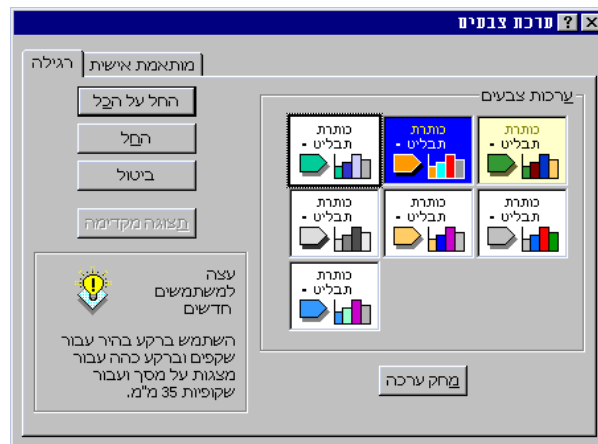 ערכת צבעים
רגילה
מותאמת אישית
ערכות צבעים
כותרת
תבליט -
כותרת
תבליט -
כותרת
תבליט -
כותרת
תבליט -
כותרת
תבליט -
כותרת
תבליט -
כותרת
תבליט -
מחק ערכה
החל על הכל
החל
ביטול
תצוגה מקדימה
עצה
למשתמשים
חדשים
השתמש ברקע בהיר עבור
שקפים וברקע כהה עבור
מצגות על מסך ועבור
שקופיות 35 מ"מ.